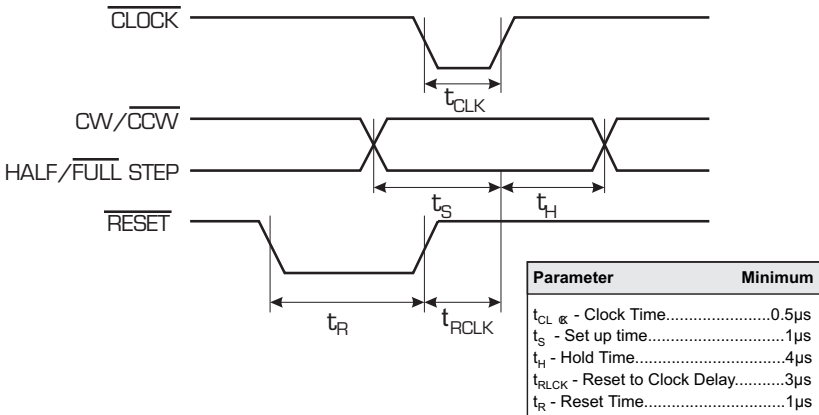 CLOCK
tCLK
CW/CCW
HALF/FULL STEP
tS
tH
RESET
tR
tRCLK
Parameter Minimum
tCL - Clock Time.......................0.5µs
tS - Set up time..............................1µs
tH - Hold Time.................................4µs
tRLCK - Reset to Clock Delay...........3µs
tR - Reset Time...............................1µs